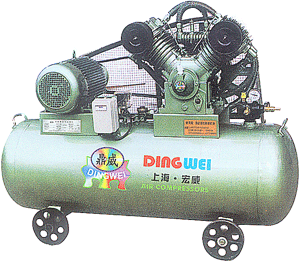 鼎威
DINGWEI
DINGWEI
上海·宏威
AIR COMPRESSORS